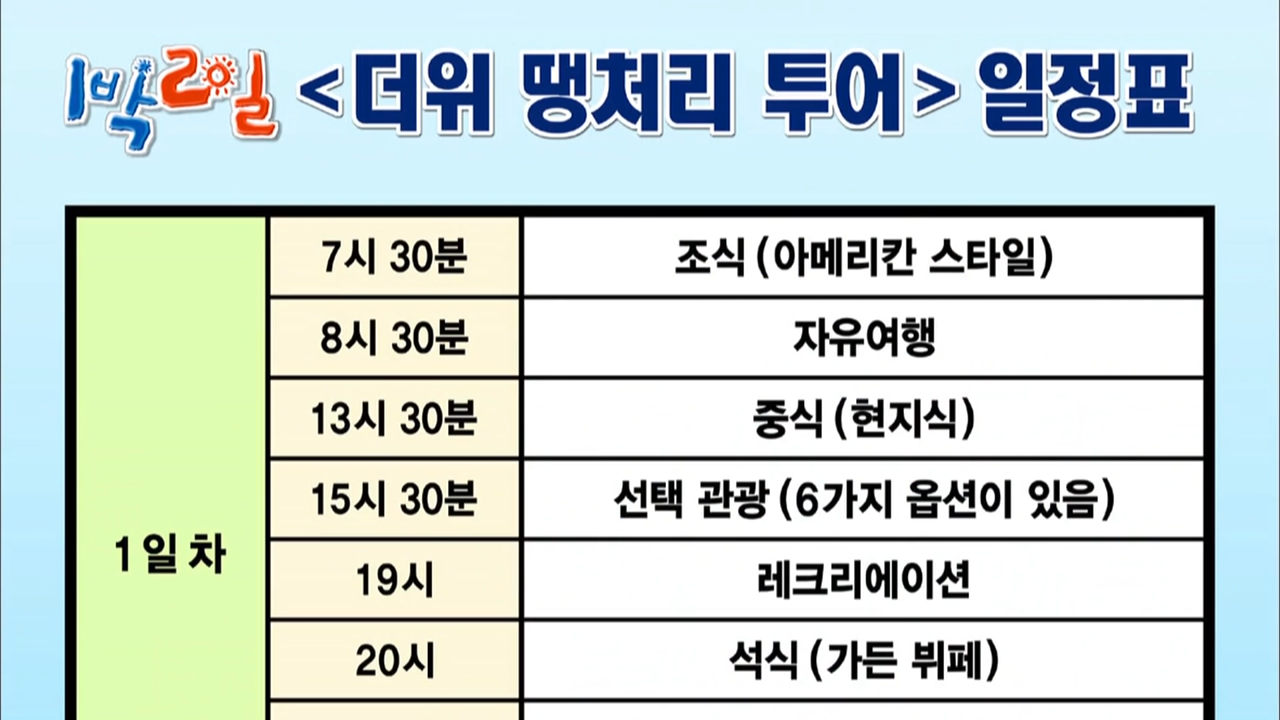 1박2일 <더위 땡처리 투어> 일정표
1일차
7시 30분 조식(아메리칸 스타일)
8시 30분 자유여행
13시 30분 중식(현지식)
15시 30분 선택 관광(6가지 옵션이 있음)
19시 레크리에이션
20시 석식(가든 뷔페)